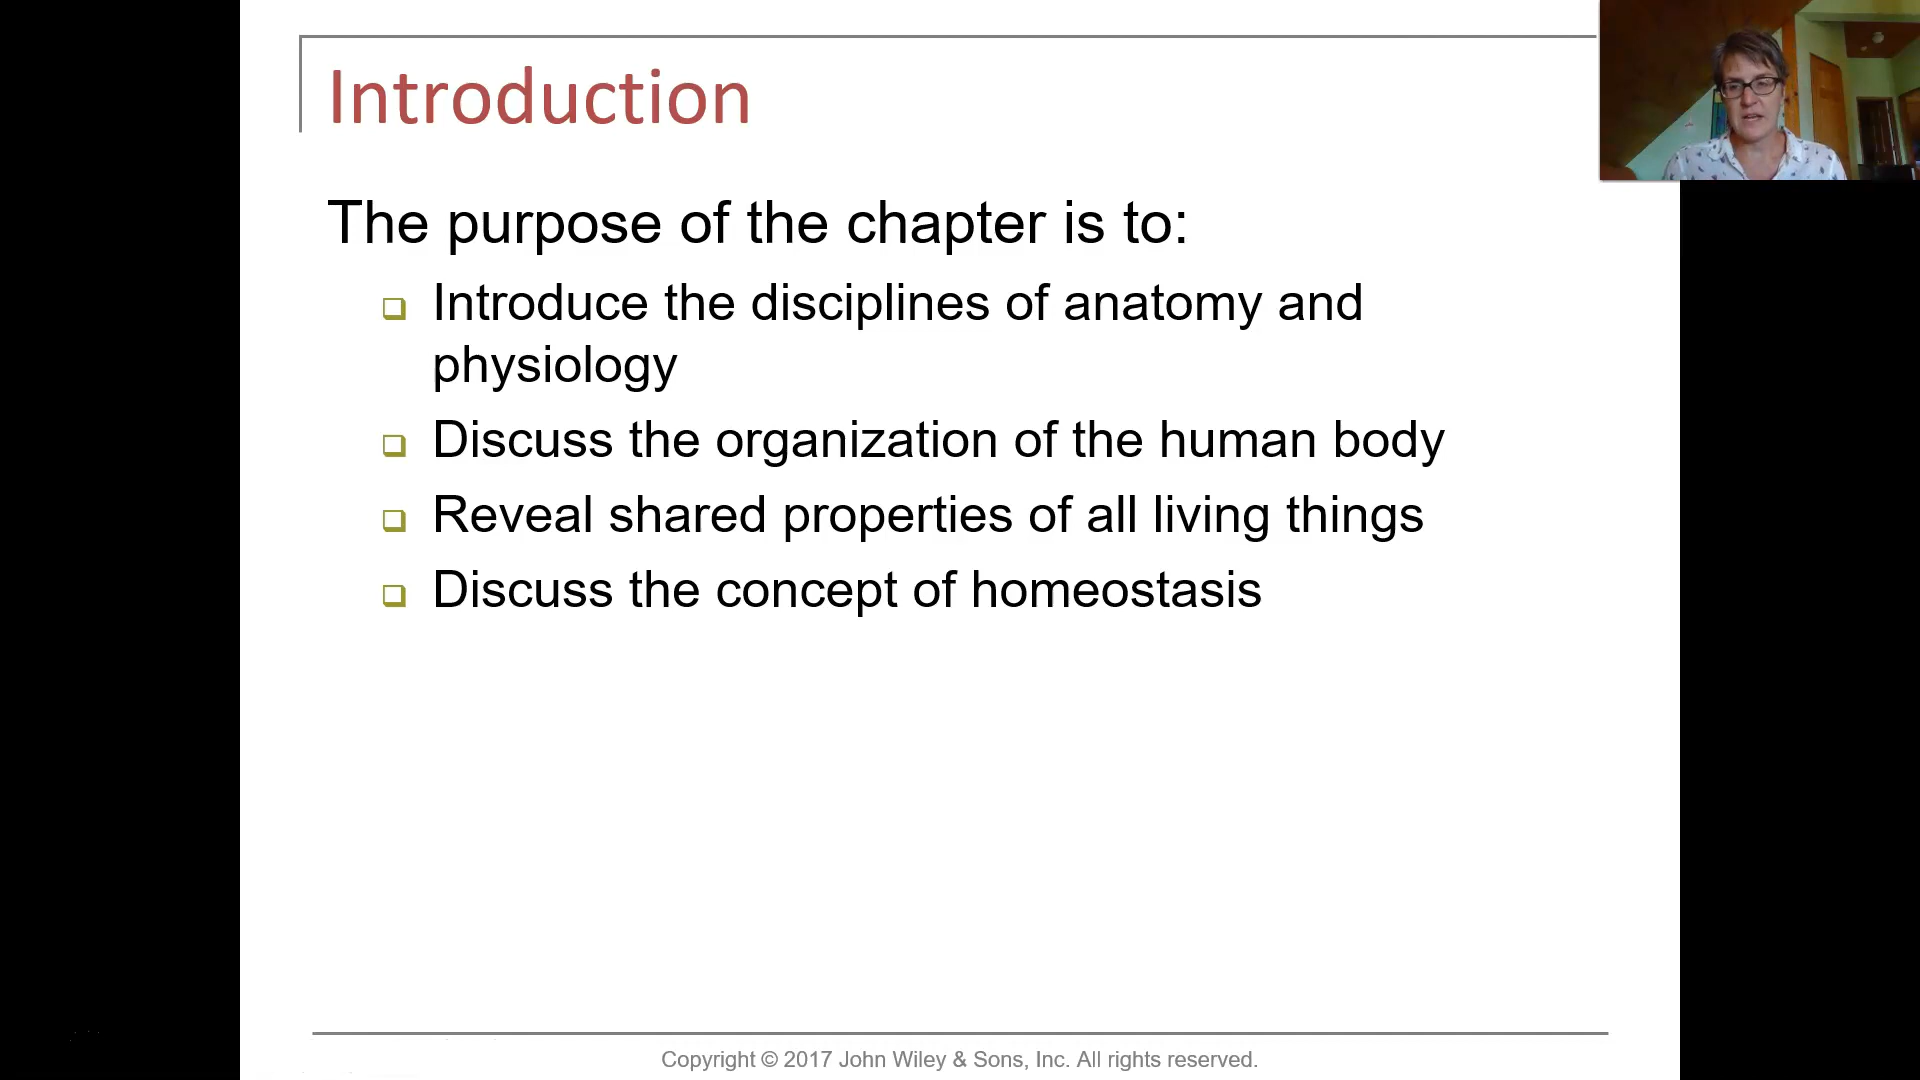 Introduction
The purpose of the chapter is to:
Introduce the disciplines of anatomy and
physiology
Discuss the organization of the human body
Reveal shared properties of all living things
Discuss the concept of homeostasis
Copyright © 2017 John Wiley & Sons, Inc. All rights reserved.